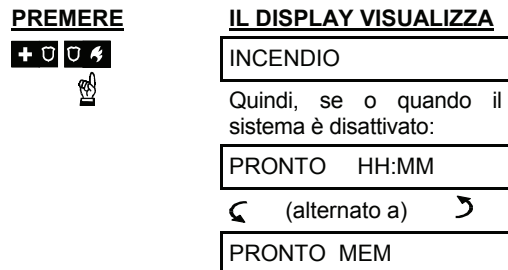 PREMERE
IL DISPLAY VISUALIZZA
INCENDIO
Quindi, se o quando il
sistema è disattivato:
PRONTO HH:MM
(alternato a)
PRONTO MEM